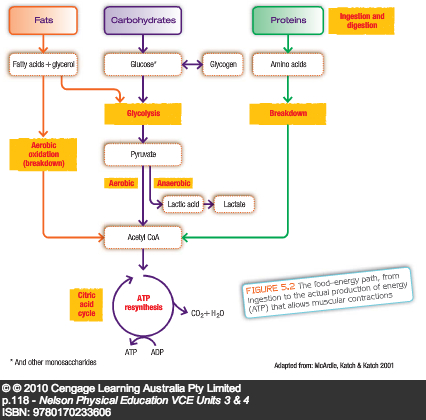 Fats
Carbohydrates
Proteins
Ingestion and
digestion
Fatty acids + glycerol
Glucose*
Glycogen
Amino acids
Glycolysis
Breakdown
Aerobic
oxidation
(breakdown)
Pyruvate
Aerobic
Anaerobic
Lactic acid
Lactate
Acetyl CoA
Citric
acid
cycle
ATP
resynthesis
CO2 + H2O
ATP
ADP
FIGURE 5.2 The food–energy path, from
ingestion to the actual production of energy
(ATP) that allows muscular contractions
* And other monosaccharides
Adapted from: McArdle, Katch & Katch 2001
© © 2010 Cengage Learning Australia Pty Limited
p.118 - Nelson Physical Education VCE Units 3 & 4
ISBN: 9780170233606